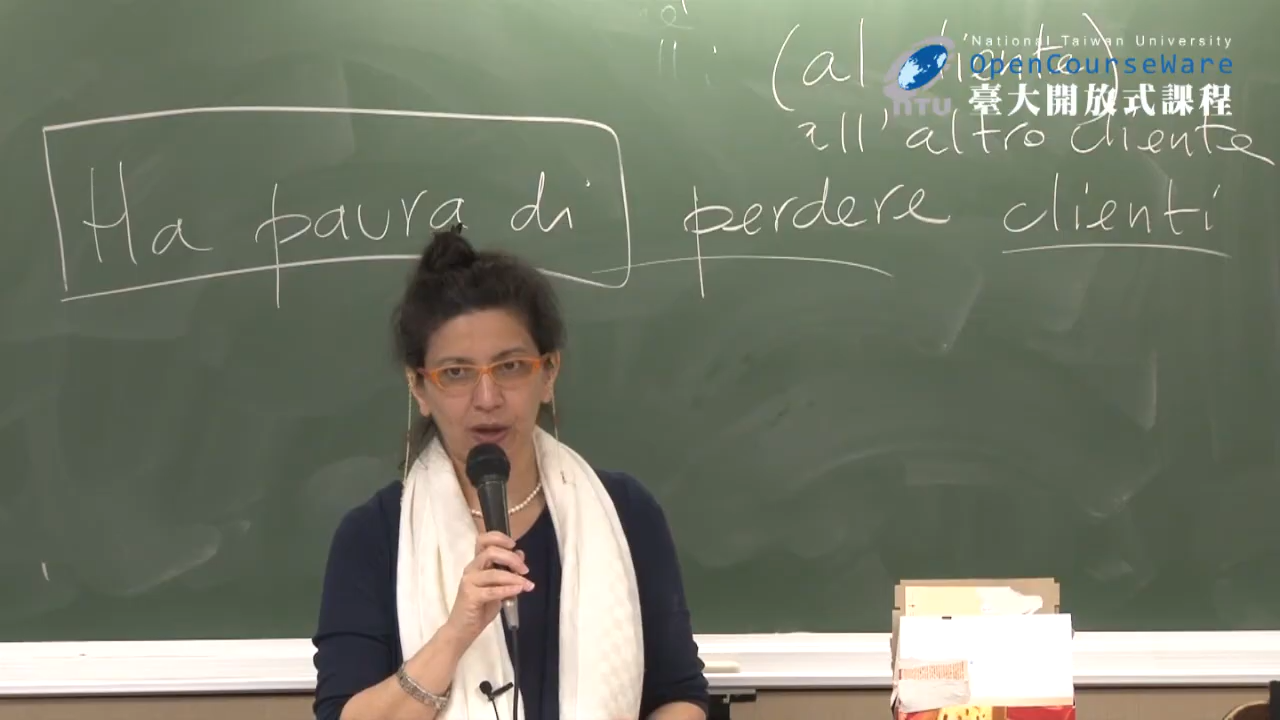 (al cliente)
National Taiwan University
OpenCourseWare
NTU 臺大開放式課程
all'altro cliente
Ha paura di perdere clienti